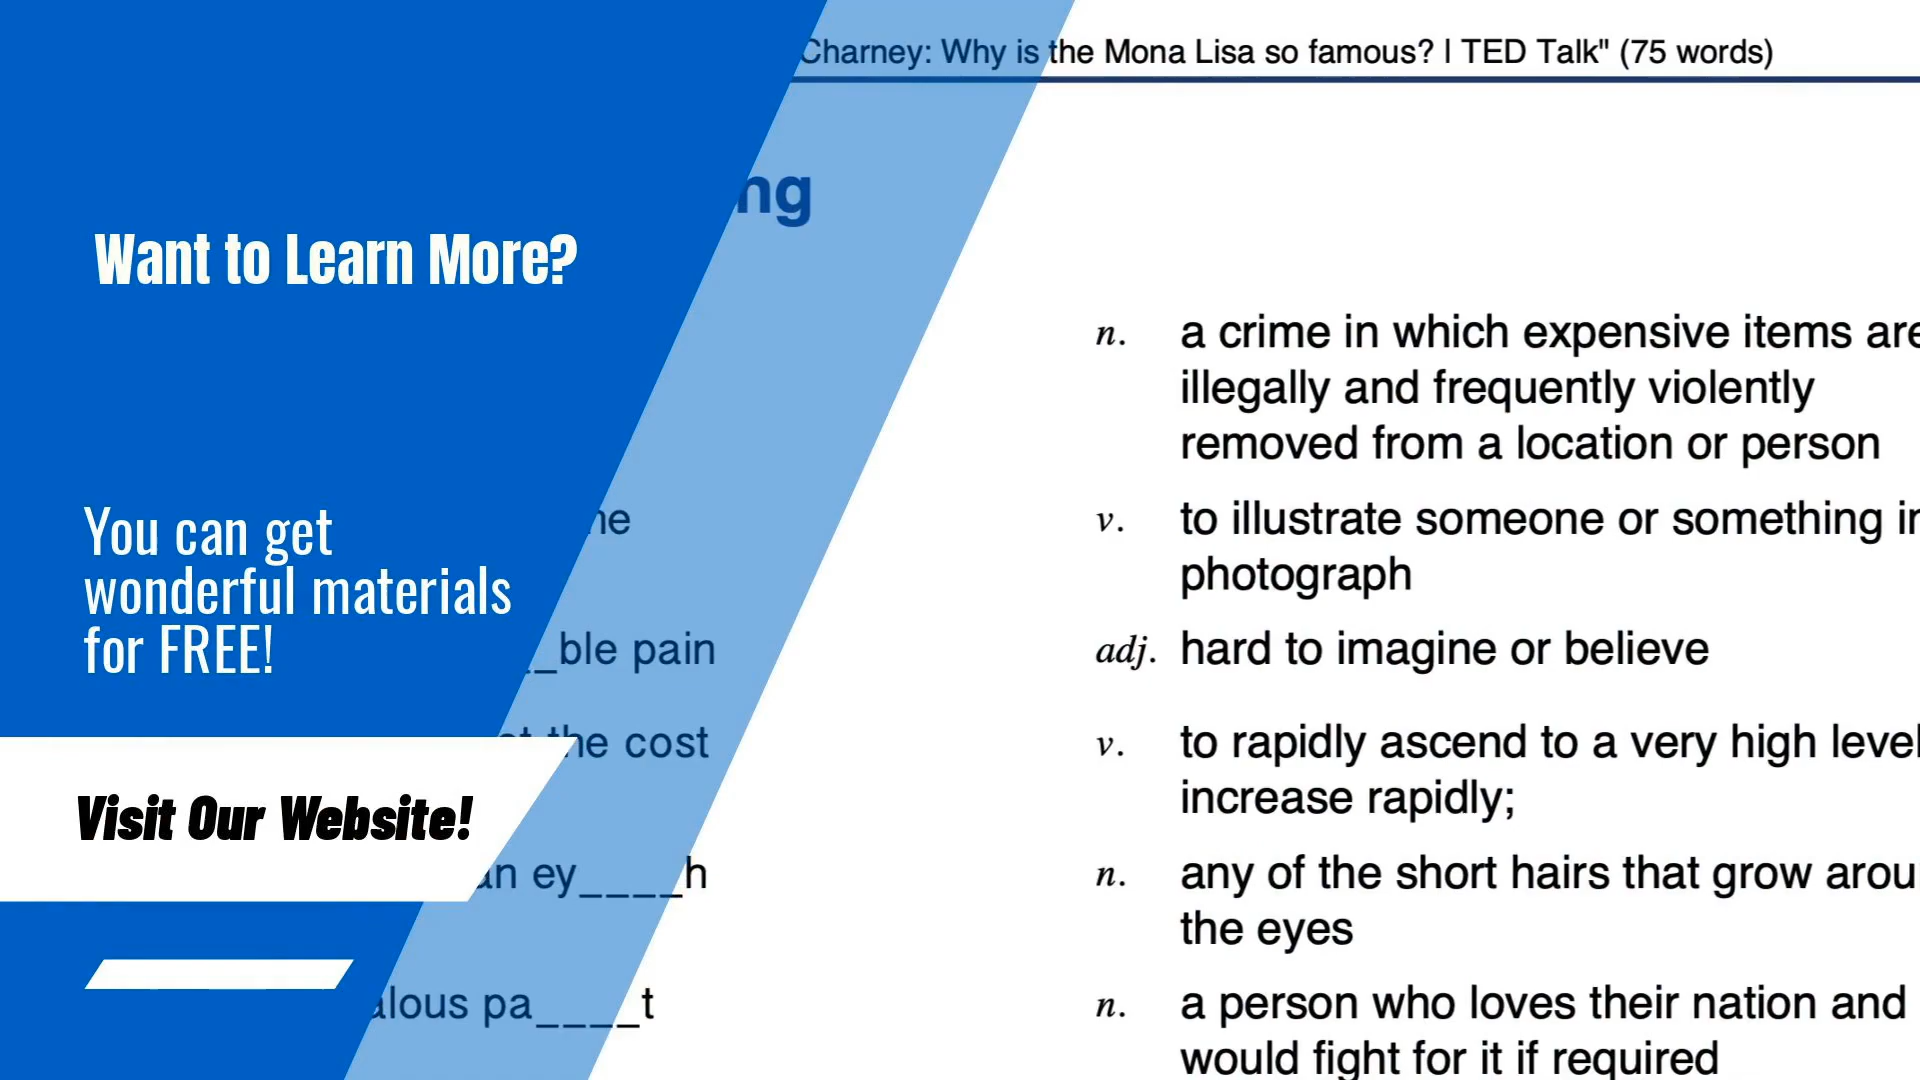 Charney: Why is the Mona Lisa so famous? | TED Talk" (75 words)
ng
Want to Learn More?
You can get
wonderful materials
for FREE!
Visit Our Website!
ne
_ble pain
the cost
an ey____h
alous pa____t
n. a crime in which expensive items are
illegally and frequently violently
removed from a location or person
v. to illustrate someone or something in
photograph
adj. hard to imagine or believe
v. to rapidly ascend to a very high level
increase rapidly;
n. any of the short hairs that grow arou
the eyes
n. a person who loves their nation and
would fight for it if required